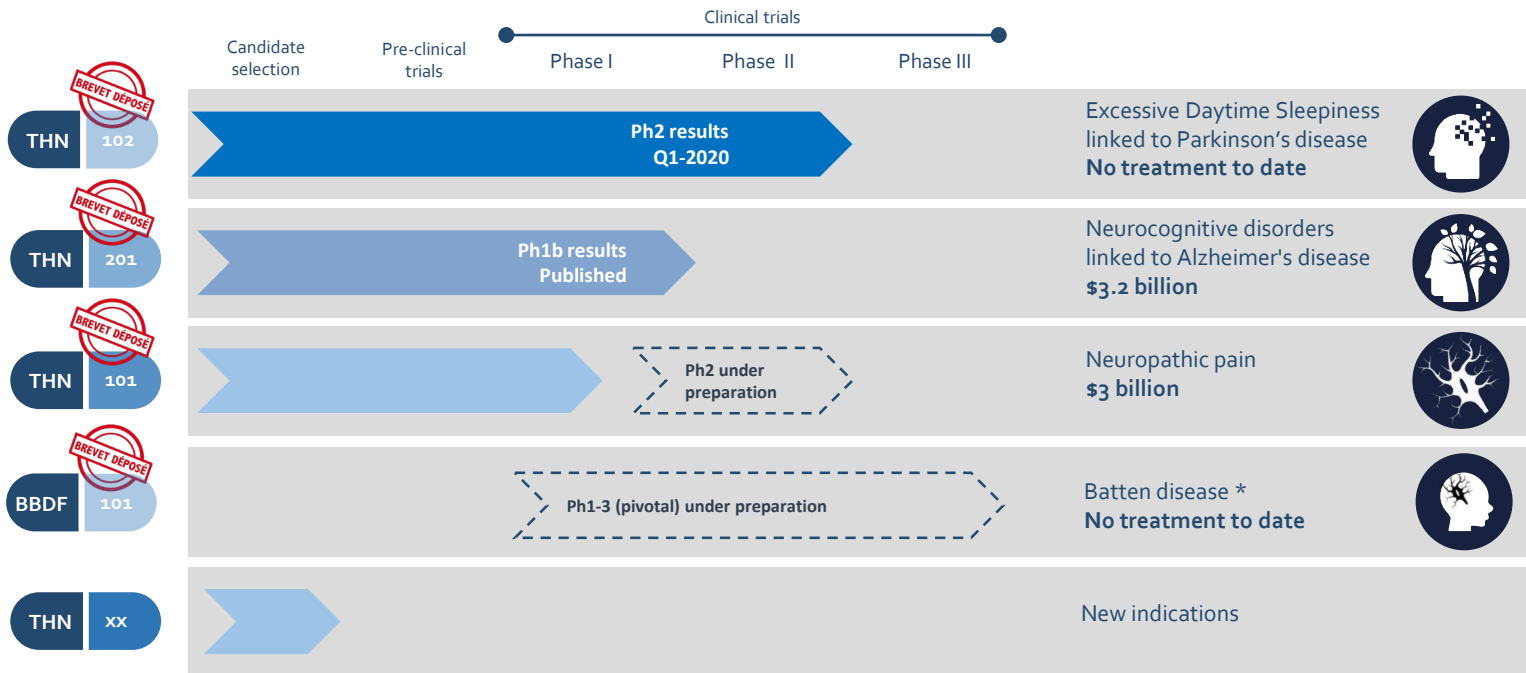 Clinical trials
Candidate
selection
Pre-clinical
trials
Phase I
Phase II
Phase III
BREVET DÉPOSÉ
THN
102
Ph2 results
Q1-2020
Excessive Daytime Sleepiness
linked to Parkinson’s disease
No treatment to date
BREVET DÉPOSÉ
THN
201
Ph1b results
Published
Neurocognitive disorders
linked to Alzheimer's disease
$3.2 billion
BREVET DÉPOSÉ
THN
101
Ph2 under
preparation
Neuropathic pain
$3 billion
BREVET DÉPOSÉ
BBDF
101
Ph1-3 (pivotal) under preparation
Batten disease *
No treatment to date
THN
xx
New indications